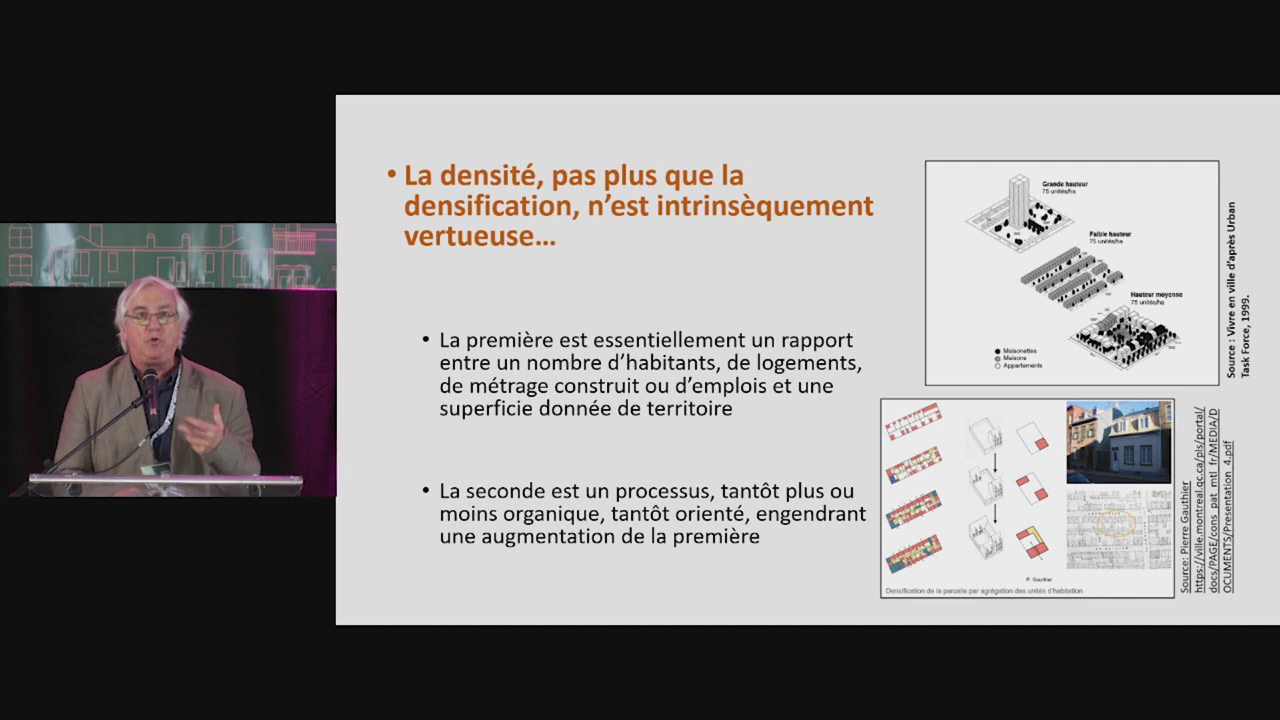 • La densité, pas plus que la
densification, n’est intrinsèquement
vertueuse…
• La première est essentiellement un rapport
entre un nombre d’habitants, de logements,
de métrage construit ou d’emplois et une
superficie donnée de territoire
• La seconde est un processus, tantôt plus ou
moins organique, tantôt orienté, engendrant
une augmentation de la première
Grande hauteur
75 unités/ha
Faible hauteur
75 unités/ha
Hauteur moyenne
75 unités/ha
Maisonettes
Maisons
Appartements
Source : Vivre en ville d’après Urban
Task Force, 1999.
P. Gauthier
Densification de la parcelle par agrégation des unités d'habitation
Source: Pierre Gauthier
https://ville.montreal.qc.ca/pls/portal/
docs/PAGE/cons_pat_mtl_fr/MEDIA/D
OCUMENTS/Presentation_4.pdf